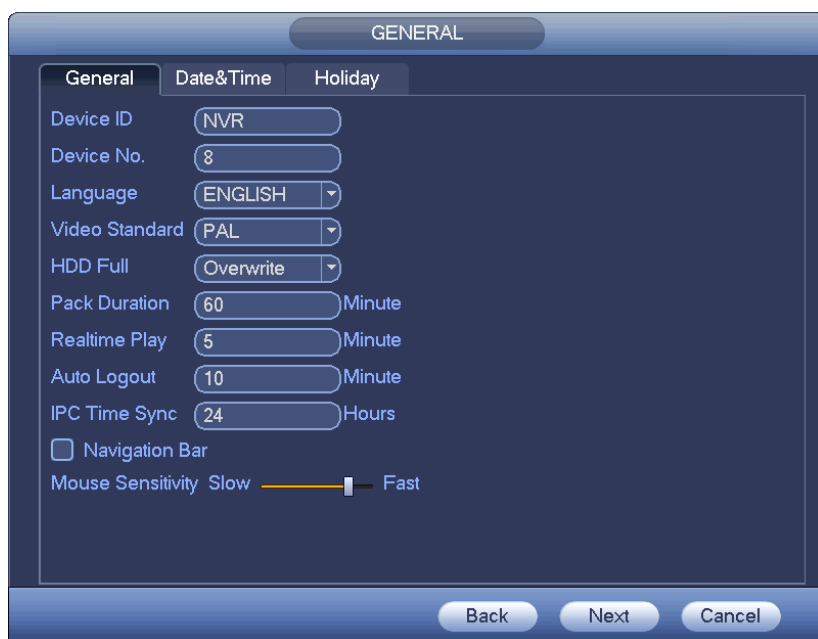 GENERAL
General Date&Time Holiday
Device ID NVR
Device No. 8
Language ENGLISH
Video Standard PAL
HDD Full Overwrite
Pack Duration 60 Minute
Realtime Play 5 Minute
Auto Logout 10 Minute
IPC Time Sync 24 Hours
Navigation Bar
Mouse Sensitivity Slow Fast
Back Next Cancel